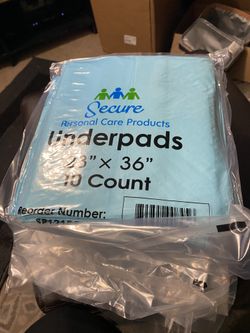 Secure
Personal Care Products
Underpads
23" × 36"
10 Count
Reorder Number: